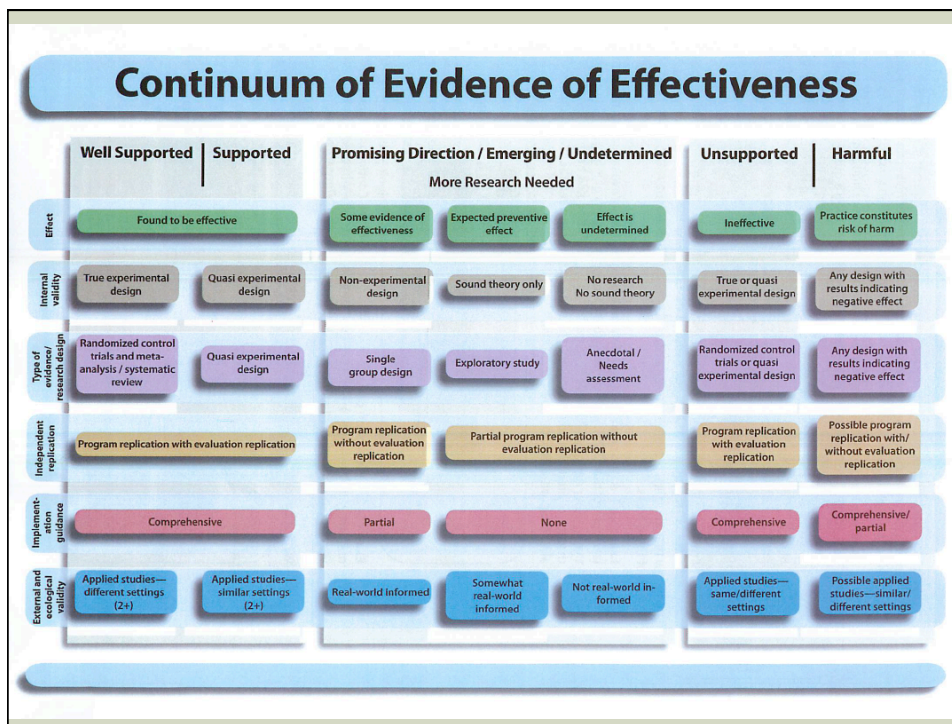 Continuum of Evidence of Effectiveness
Well Supported
Supported
Promising Direction / Emerging / Undetermined
More Research Needed
Unsupported
Harmful
Effect
Found to be effective
Some evidence of
effectiveness
Expected preventive
effect
Effect is
undetermined
Ineffective
Practice constitutes
risk of harm
Internal
validity
True experimental
design
Quasi experimental
design
Non-experimental
design
Sound theory only
No research
No sound theory
True or quasi
experimental design
Any design with
results indicating
negative effect
Type of
evidence/
research design
Randomized control
trials and meta-
analysis / systematic
review
Quasi experimental
design
Single
group design
Exploratory study
Anecdotal /
Needs
assessment
Randomized control
trials or quasi
experimental design
Any design with
results indicating
negative effect
Independent
replication
Program replication with evaluation replication
Program replication
without evaluation
replication
Partial program replication without
evaluation replication
Program replication
with evaluation
replication
Possible program
replication with/
without evaluation
replication
Implement-
ation
guidance
Comprehensive
Partial
None
Comprehensive
Comprehensive/
partial
External and
ecological
validity
Applied studies—
different settings
(2+)
Applied studies—
similar settings
(2+)
Real-world informed
Somewhat
real-world
informed
Not real-world in-
formed
Applied studies—
same/different
settings
Possible applied
studies—similar/
different settings